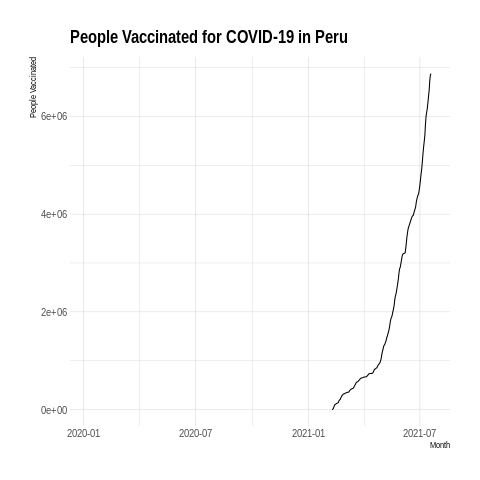 People Vaccinated for COVID-19 in Peru
People Vaccinated
6e+06
4e+06
2e+06
0e+00
2020-01 2020-07 2021-01 2021-07
Month